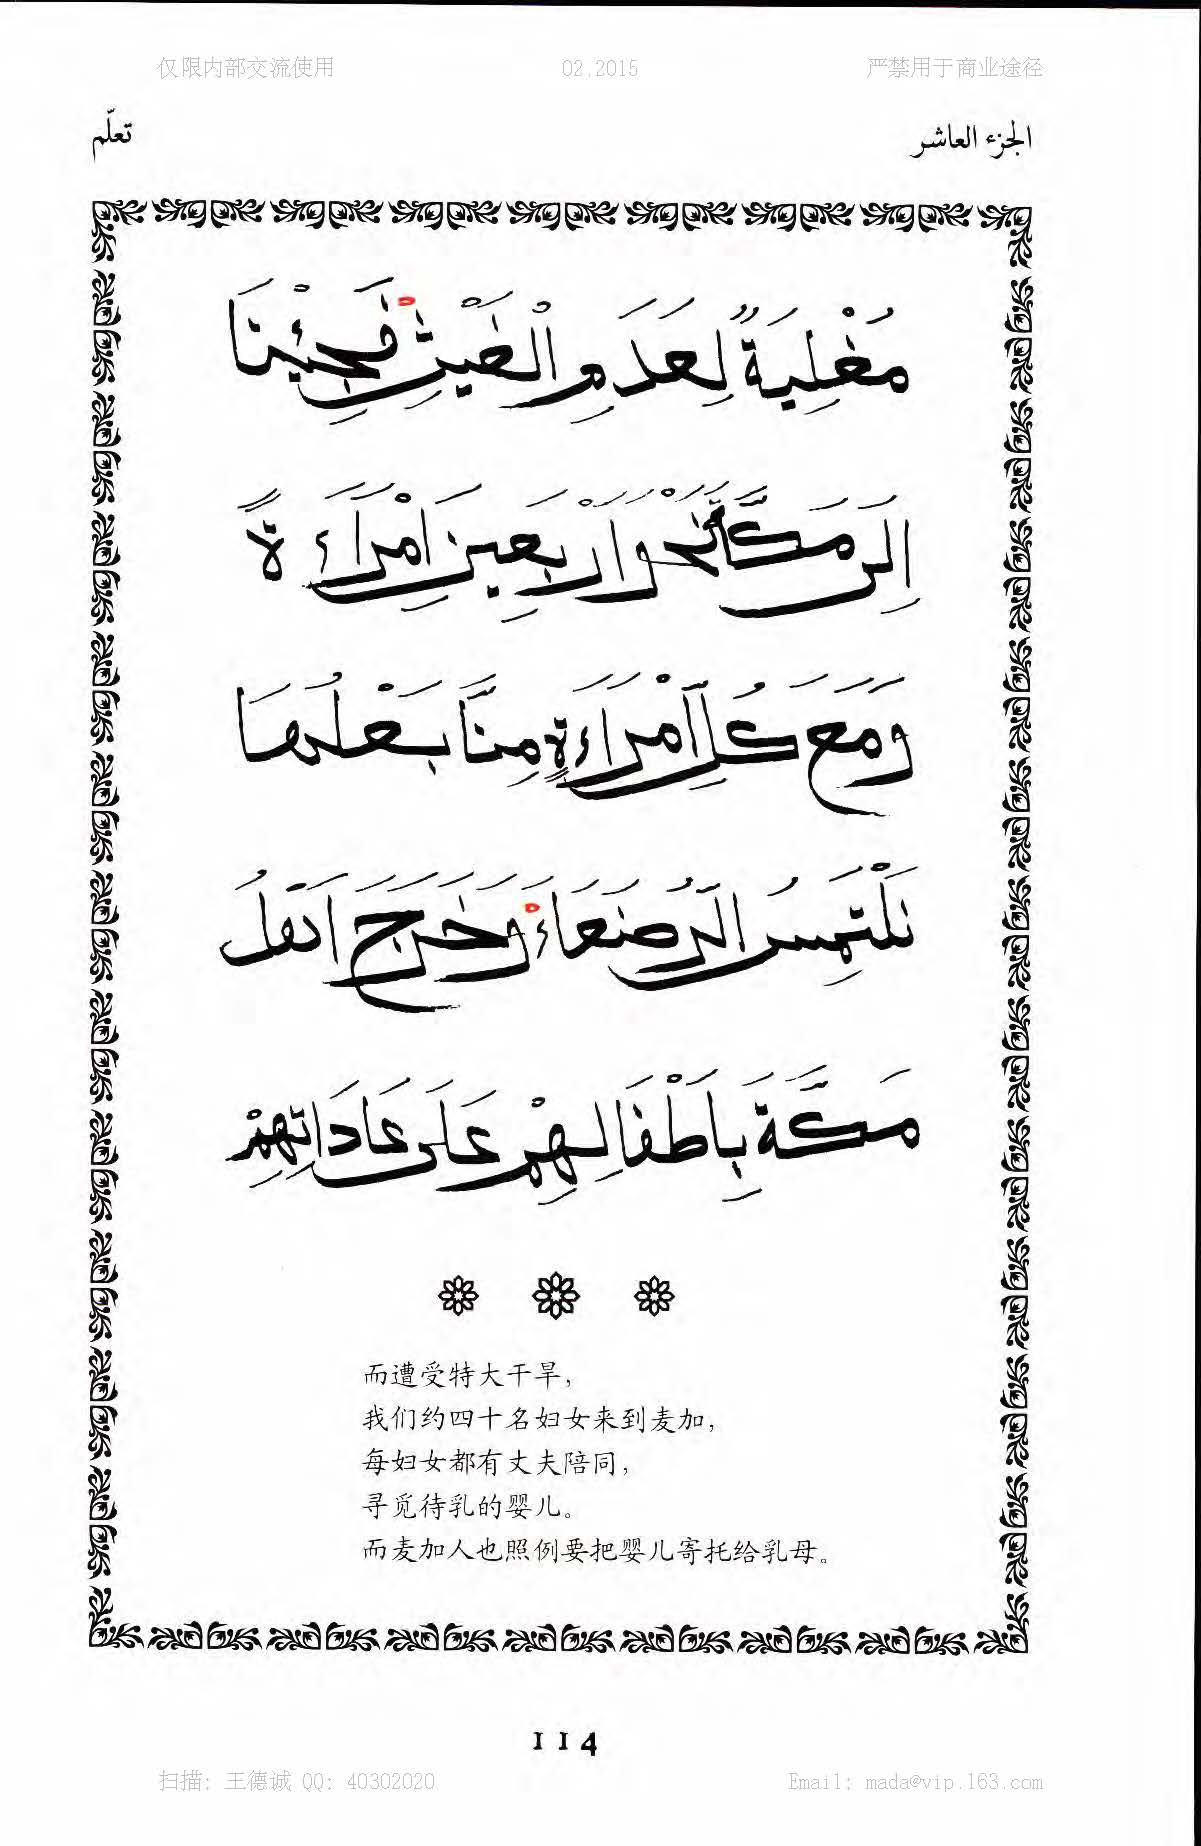 仅限内部交流使用 02.2015 严禁用于商业途径
الجزء العاشر تعلّم
مُغْلِيَةً لِعَدَمِ الْغَيْثِ فَجِئْنَا
اِلَى مَكَّةَ نَحْوَ اَرْبَعِينَ امْرَاَءَةً
وَمَعَ كُلِّ امْرَاَءَةٍ مِنَّا بَعْلُهَا
نَلْتَمِسُ الرُّضَعَاءَ وَخَرَجَ اَهْلُ
مَكَّةَ بِاَطْفَالِهِمْ عَلَى عَادَاتِهِمْ
而遭受特大干旱，
我们约四十名妇女来到麦加，
每妇女都有丈夫陪同，
寻觅待乳的婴儿。
而麦加人也照例要把婴儿寄托给乳母。
114
扫描: 王德诚 QQ: 40302020 Email: mada@vip.163.com